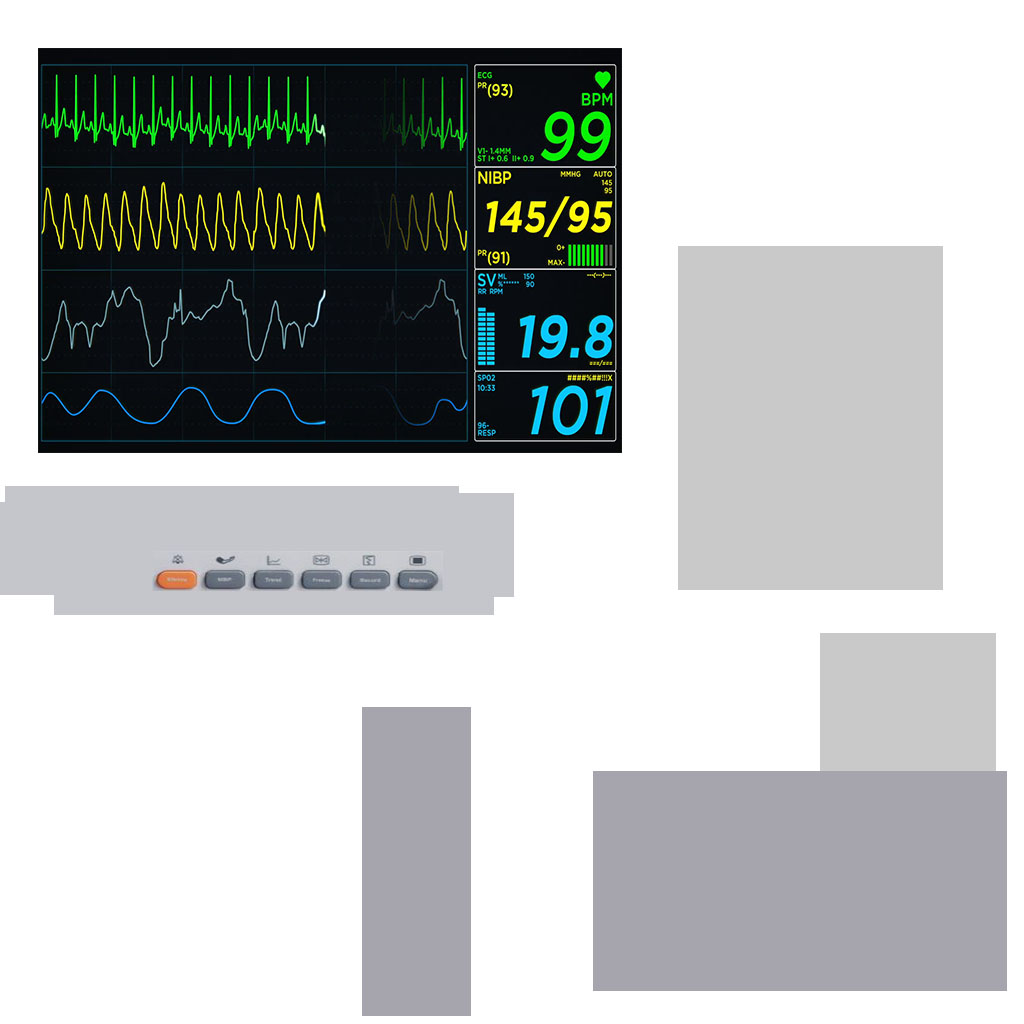 ECG
PR(93)
BPM
99
V1- 1.4MM
ST I+ 0.6 II+ 0.9
NIBP MMHG AUTO
145
95
145/95
PR(91)
0+
MAX-
SV ML 150
%****** 90
RR RPM
---(---)---
19.8
SPO2 ####%##!!!X
10:33
101
96-
RESP
Silence NIBP Trend Freeze Record Menu